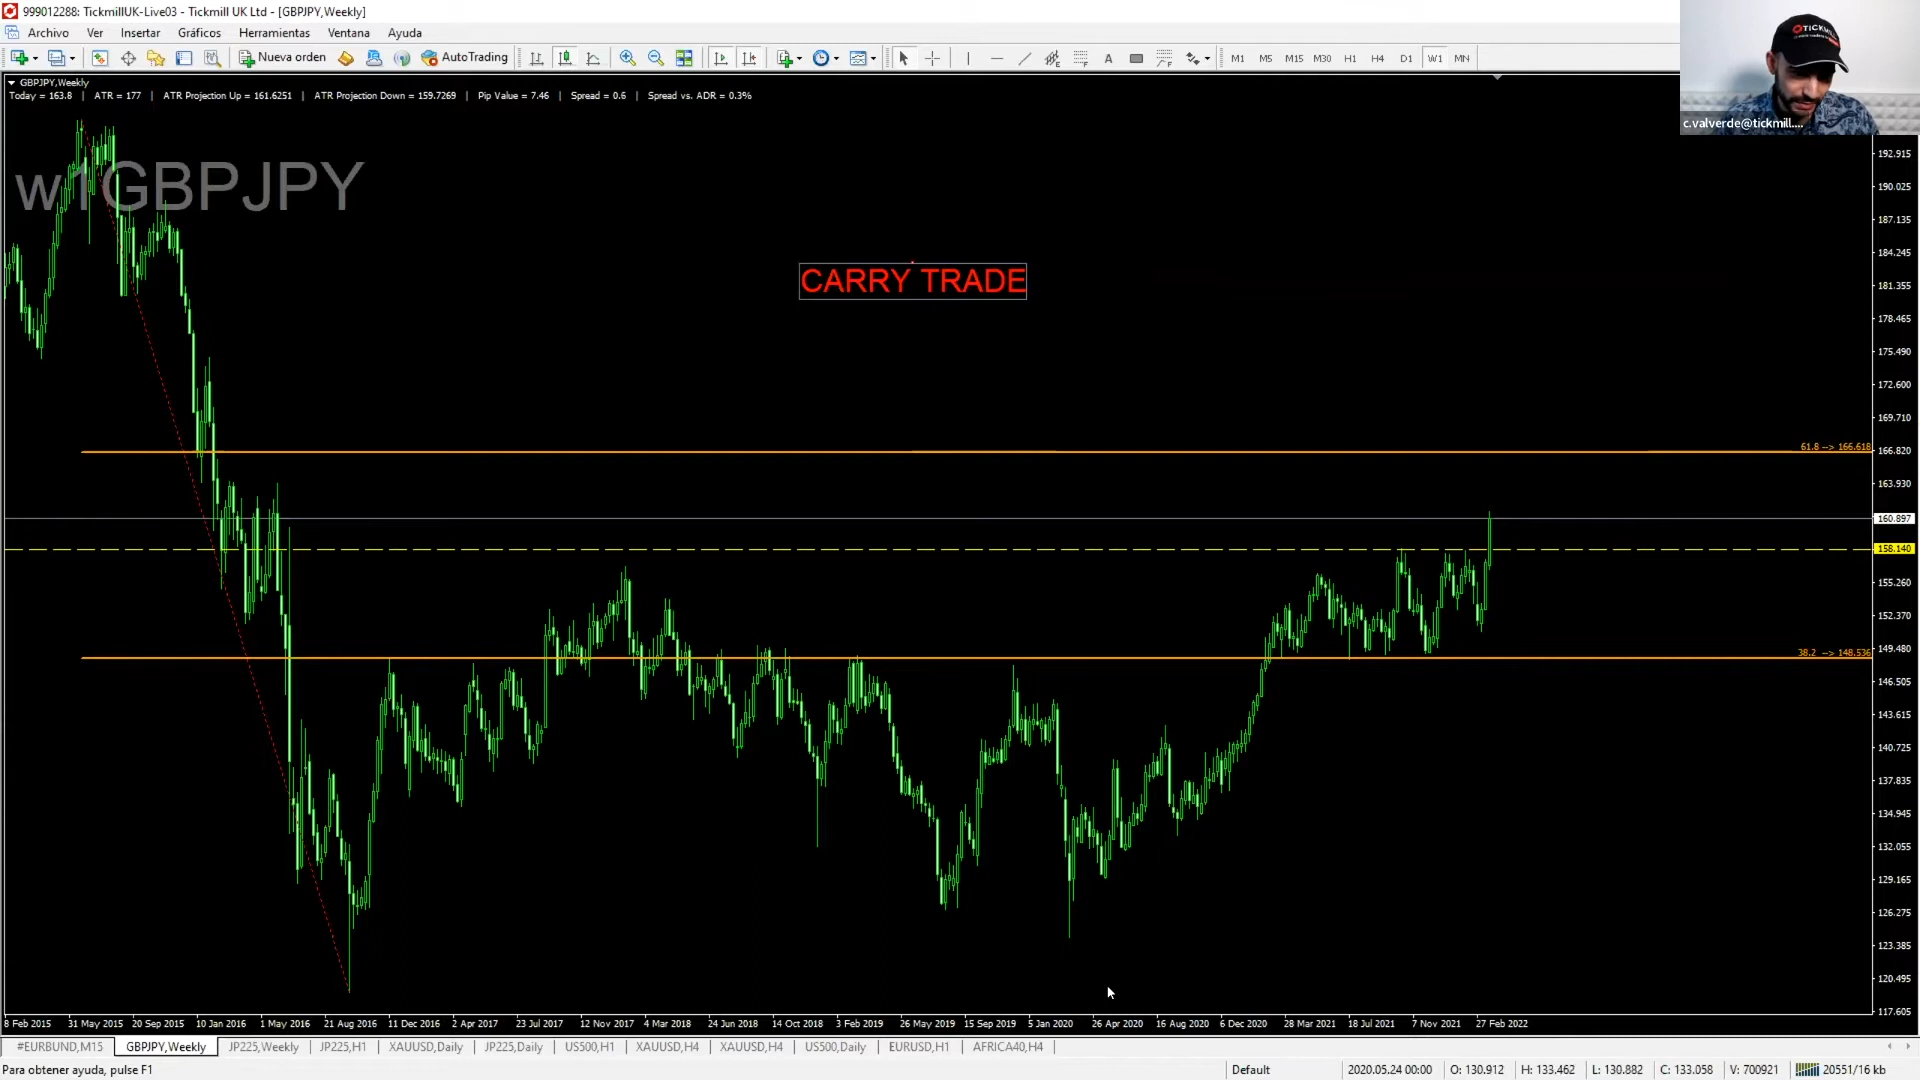 999012288: TickmillUK-Live03 - Tickmill UK Ltd - [GBPJPY,Weekly]
Archivo Ver Insertar Gráficos Herramientas Ventana Ayuda
Nueva orden AutoTrading A M1 M5 M15 M30 H1 H4 D1 W1 MN
TICKMILL
c.valverde@tickmill....
GBPJPY,Weekly
Today = 163.8 | ATR = 177 | ATR Projection Up = 161.6251 | ATR Projection Down = 159.7269 | Pip Value = 7.46 | Spread = 0.6 | Spread vs. ADR = 0.3%
w1GBPJPY
CARRY TRADE
192.915
190.025
187.135
184.245
181.355
178.465
175.490
172.600
169.710
61.8 --> 166.618
166.820
163.930
160.897
158.140
155.260
152.370
149.480
38.2 --> 148.536
146.505
143.615
140.725
137.835
134.945
132.055
129.165
126.275
123.385
120.495
117.605
8 Feb 2015 31 May 2015 20 Sep 2015 10 Jan 2016 1 May 2016 21 Aug 2016 11 Dec 2016 2 Apr 2017 23 Jul 2017 12 Nov 2017 4 Mar 2018 24 Jun 2018 14 Oct 2018 3 Feb 2019 26 May 2019 15 Sep 2019 5 Jan 2020 26 Apr 2020 16 Aug 2020 6 Dec 2020 28 Mar 2021 18 Jul 2021 7 Nov 2021 27 Feb 2022
#EURBUND,M15 GBPJPY,Weekly JP225,Weekly JP225,H1 XAUUSD,Daily JP225,Daily US500,H1 XAUUSD,H4 XAUUSD,H4 US500,Daily EURUSD,H1 AFRICA40,H4
Para obtener ayuda, pulse F1 Default 2020.05.24 00:00 O: 130.912 H: 133.462 L: 130.882 C: 133.058 V: 700921 20551/16 kb